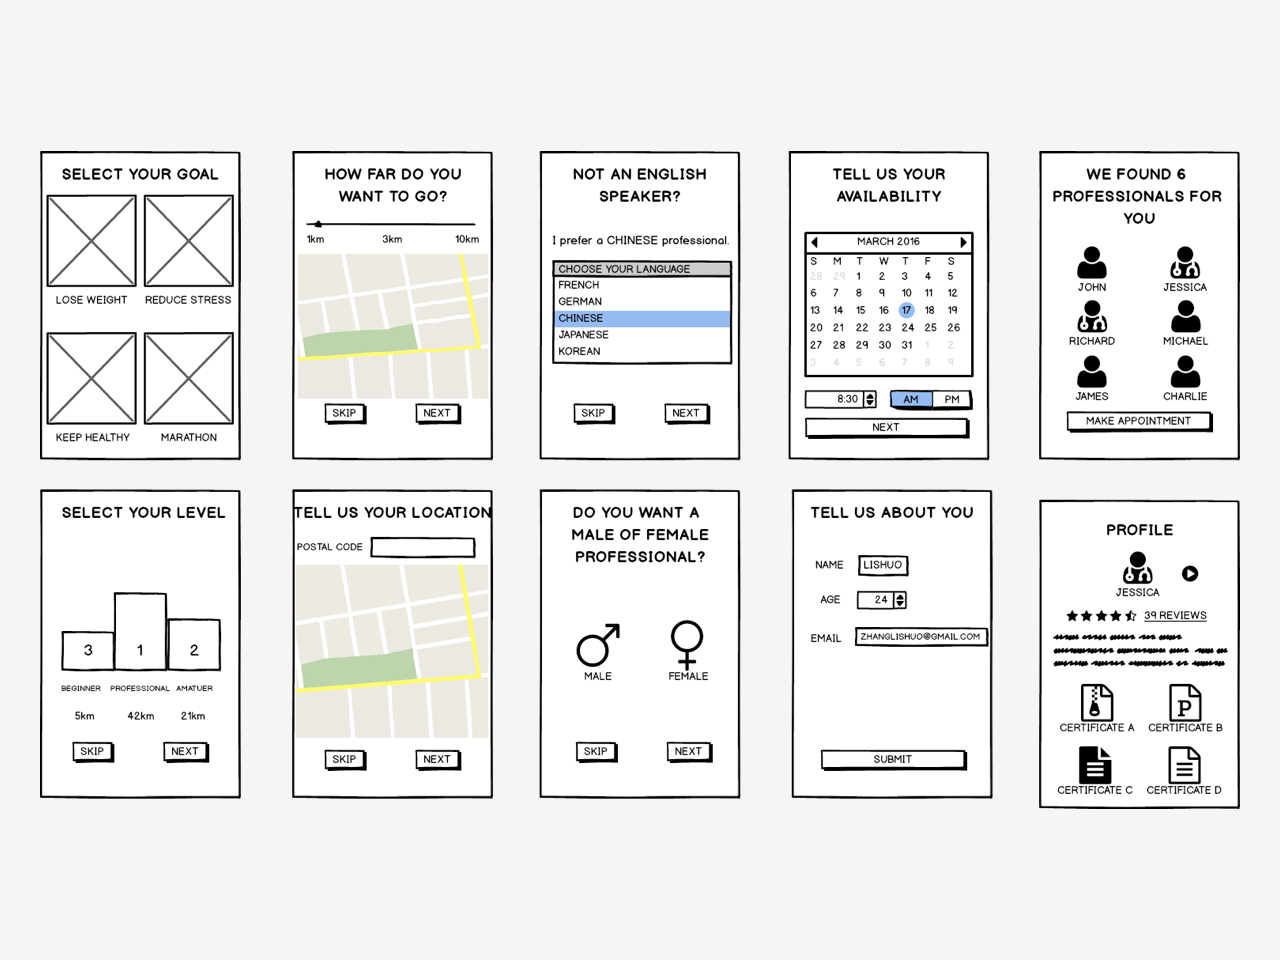 SELECT YOUR GOAL
LOSE WEIGHT
REDUCE STRESS
KEEP HEALTHY
MARATHON
HOW FAR DO YOU
WANT TO GO?
1km
3km
10km
SKIP
NEXT
NOT AN ENGLISH
SPEAKER?
I prefer a CHINESE professional.
CHOOSE YOUR LANGUAGE
FRENCH
GERMAN
CHINESE
JAPANESE
KOREAN
SKIP
NEXT
TELL US YOUR
AVAILABILITY
MARCH 2016
S M T W T F S
28 29 1 2 3 4 5
6 7 8 9 10 11 12
13 14 15 16 17 18 19
20 21 22 23 24 25 26
27 28 29 30 31 1 2
3 4 5 6 7 8 9
8:30
AM
PM
NEXT
WE FOUND 6
PROFESSIONALS FOR
YOU
JOHN
JESSICA
RICHARD
MICHAEL
JAMES
CHARLIE
MAKE APPOINTMENT
SELECT YOUR LEVEL
3
1
2
BEGINNER
PROFESSIONAL
AMATUER
5km
42km
21km
SKIP
NEXT
TELL US YOUR LOCATION
POSTAL CODE
SKIP
NEXT
DO YOU WANT A
MALE OF FEMALE
PROFESSIONAL?
MALE
FEMALE
SKIP
NEXT
TELL US ABOUT YOU
NAME
LISHUO
AGE
24
EMAIL
ZHANGLISHUO@GMAIL.COM
SUBMIT
PROFILE
JESSICA
39 REVIEWS
P
CERTIFICATE A
CERTIFICATE B
CERTIFICATE C
CERTIFICATE D